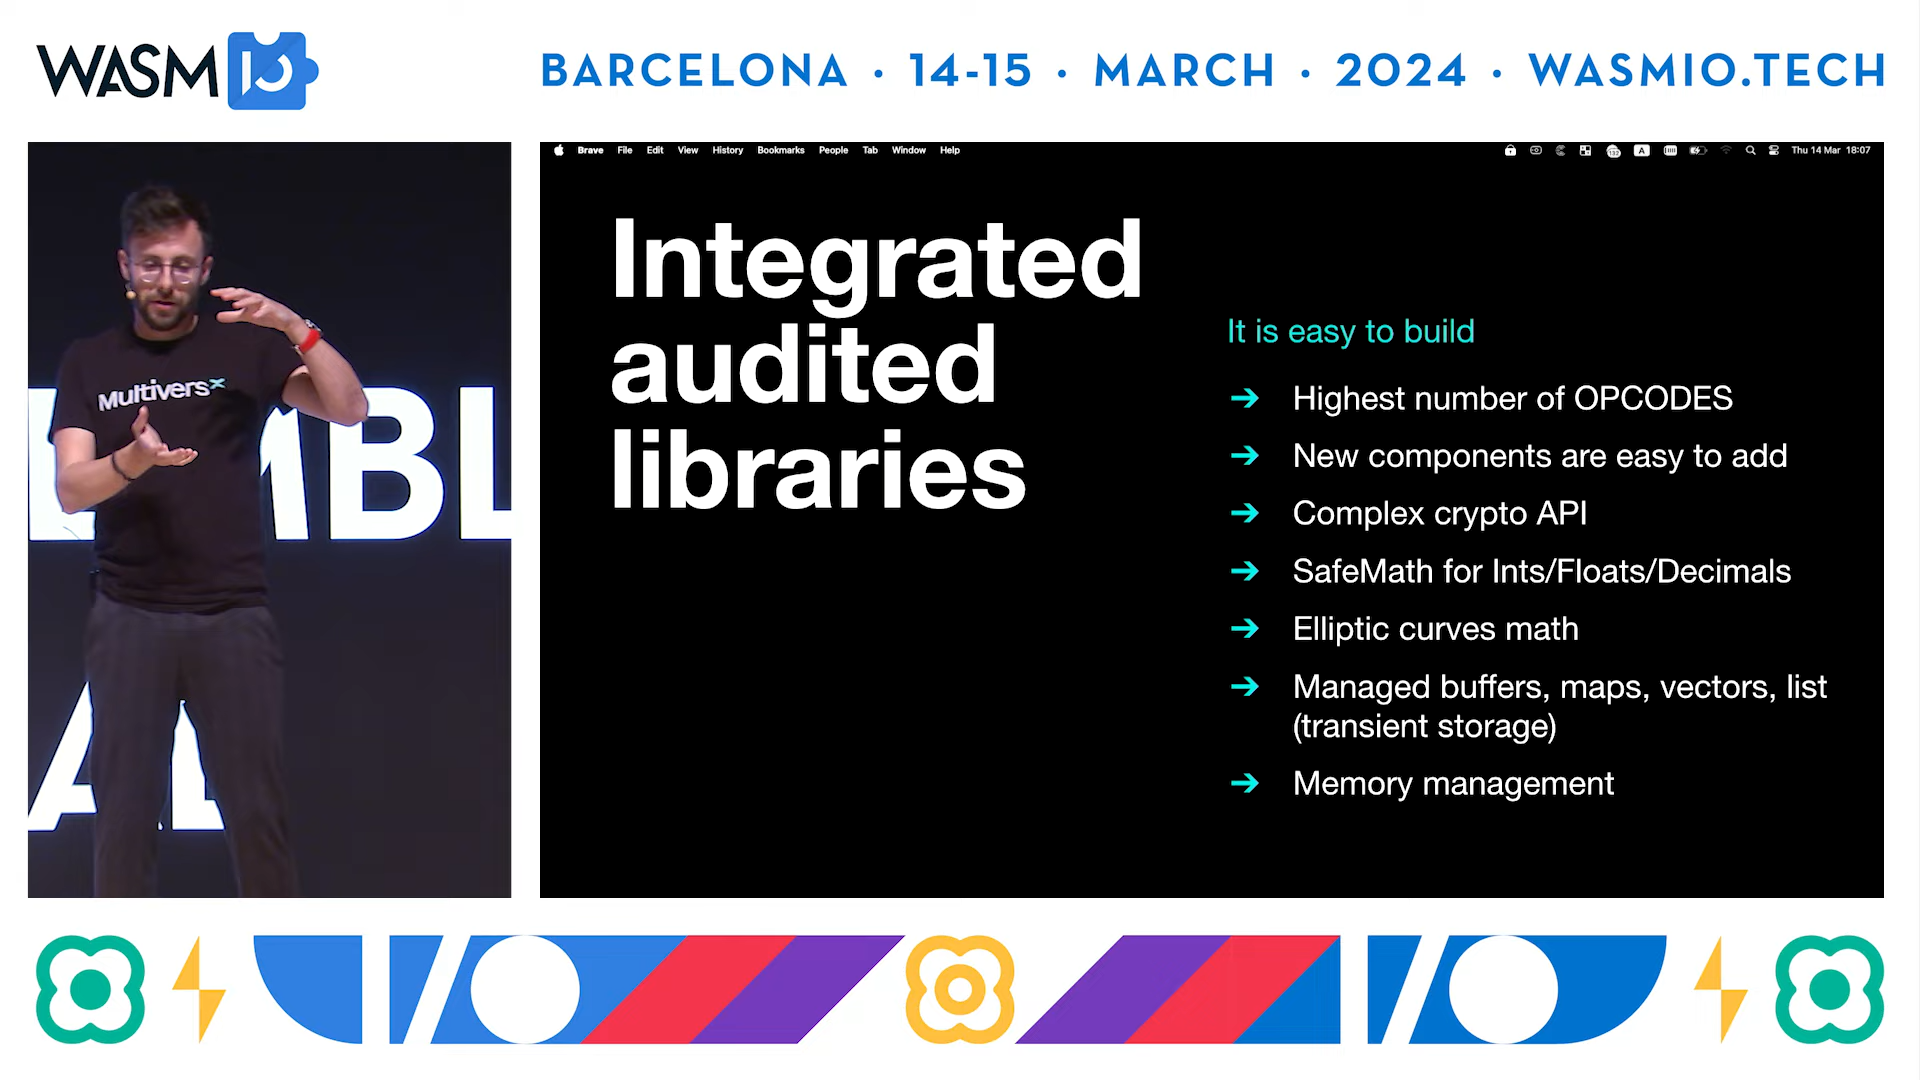 WASM IO
BARCELONA · 14-15 · MARCH · 2024 · WASMIO.TECH
Brave File Edit View History Bookmarks People Tab Window Help
A Thu 14 Mar 18:07
MultiversX
MBL
Integrated
audited
libraries
It is easy to build
➔ Highest number of OPCODES
➔ New components are easy to add
➔ Complex crypto API
➔ SafeMath for Ints/Floats/Decimals
➔ Elliptic curves math
➔ Managed buffers, maps, vectors, list
(transient storage)
➔ Memory management